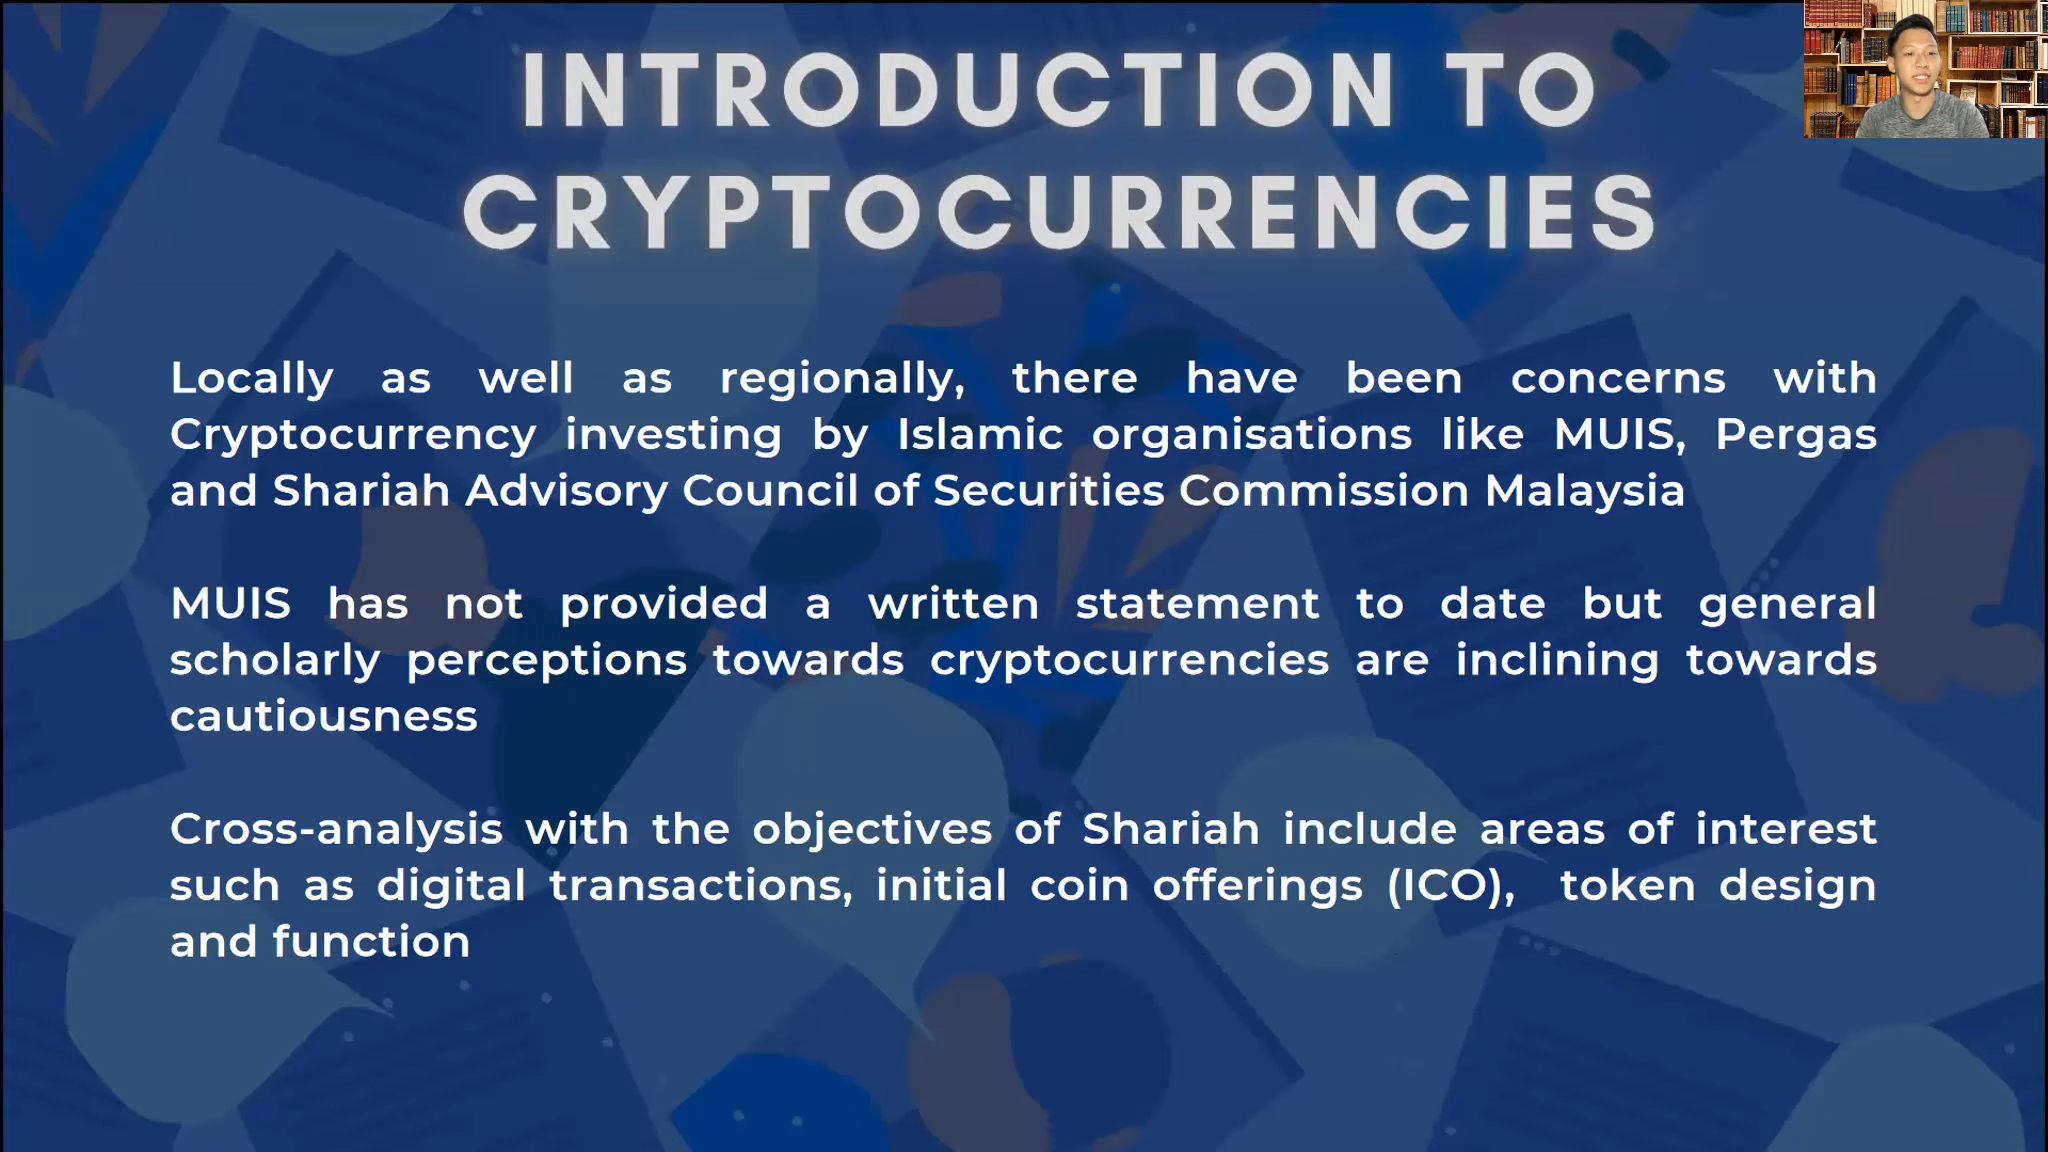 INTRODUCTION TO
CRYPTOCURRENCIES
Locally as well as regionally, there have been concerns with
Cryptocurrency investing by Islamic organisations like MUIS, Pergas
and Shariah Advisory Council of Securities Commission Malaysia
MUIS has not provided a written statement to date but general
scholarly perceptions towards cryptocurrencies are inclining towards
cautiousness
Cross-analysis with the objectives of Shariah include areas of interest
such as digital transactions, initial coin offerings (ICO), token design
and function